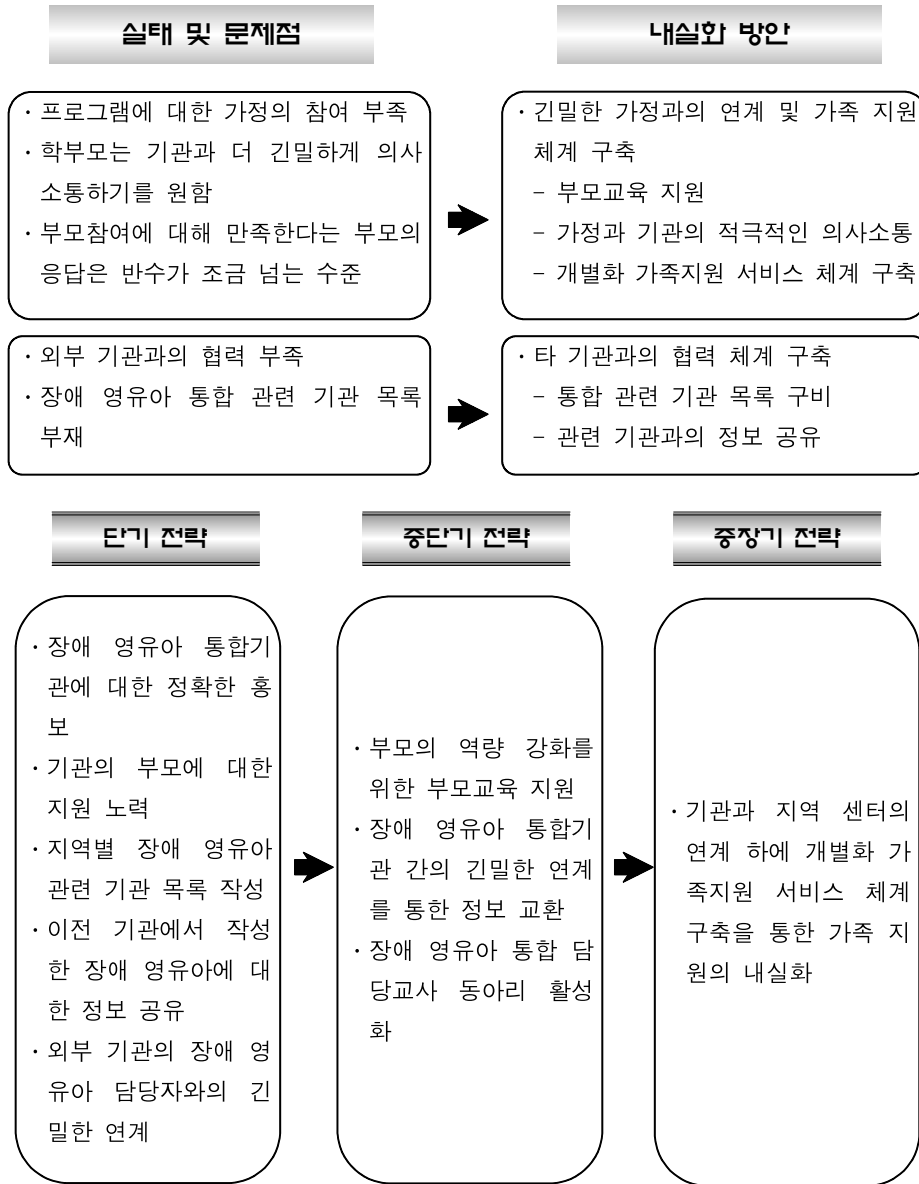 실태 및 문제점
내실화 방안
· 프로그램에 대한 가정의 참여 부족
· 학부모는 기관과 더 긴밀하게 의사
소통하기를 원함
· 부모참여에 대해 만족한다는 부모의
응답은 반수가 조금 넘는 수준
· 긴밀한 가정과의 연계 및 가족 지원
체계 구축
- 부모교육 지원
- 가정과 기관의 적극적인 의사소통
- 개별화 가족지원 서비스 체계 구축
· 외부 기관과의 협력 부족
· 장애 영유아 통합 관련 기관 목록
부재
· 타 기관과의 협력 체계 구축
- 통합 관련 기관 목록 구비
- 관련 기관과의 정보 공유
단기 전략
중단기 전략
중장기 전략
· 장애 영유아 통합기
관에 대한 정확한 홍
보
· 기관의 부모에 대한
지원 노력
· 지역별 장애 영유아
관련 기관 목록 작성
· 이전 기관에서 작성
한 장애 영유아에 대
한 정보 공유
· 외부 기관의 장애 영
유아 담당자와의 긴
밀한 연계
· 부모의 역량 강화를
위한 부모교육 지원
· 장애 영유아 통합기
관 간의 긴밀한 연계
를 통한 정보 교환
· 장애 영유아 통합 담
당교사 동아리 활성
화
· 기관과 지역 센터의
연계 하에 개별화 가
족지원 서비스 체계
구축을 통한 가족 지
원의 내실화